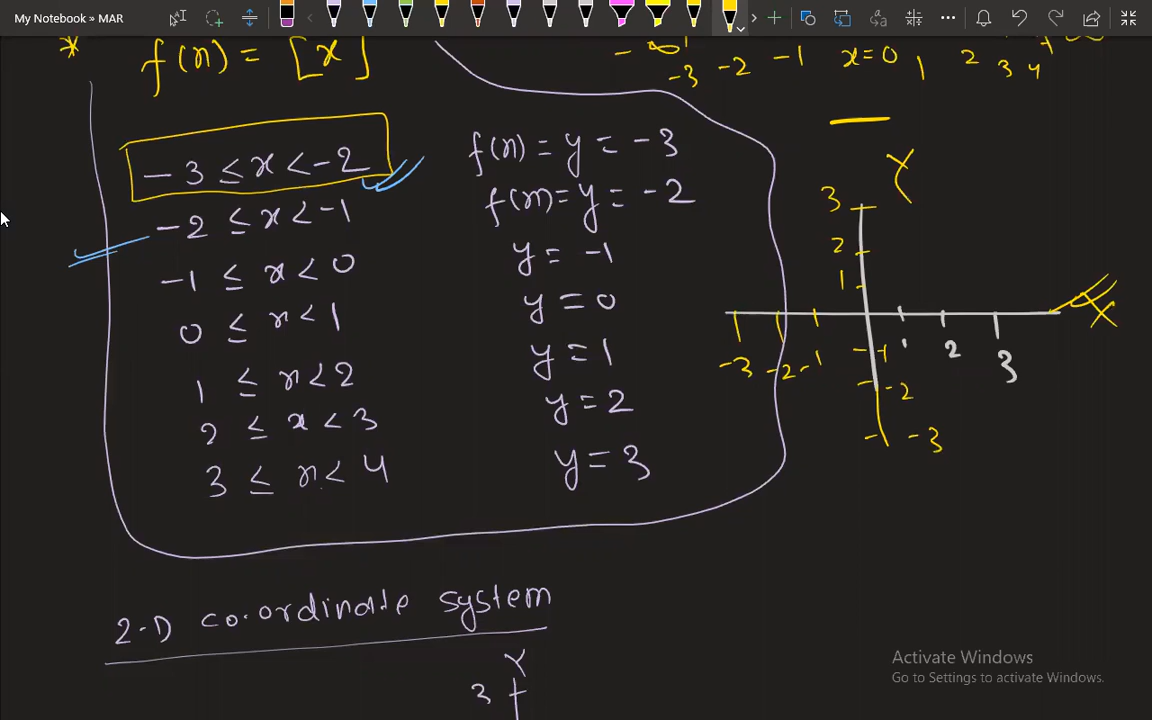 My Notebook » MAR
* f(n) = [x]
-3 -2 -1 x=0 1 2 3 4
-3 ≤ x < -2 f(n) = y = -3
-2 ≤ x < -1 f(n) = y = -2
-1 ≤ x < 0 y = -1
0 ≤ x < 1 y = 0
1 ≤ x < 2 y = 1
2 ≤ x < 3 y = 2
3 ≤ x < 4 y = 3
Y
3
2
1
X
-3 -2 -1 1 2 3
-1
-2
-3
2-D co.ordinate system
Y
3
Activate Windows
Go to Settings to activate Windows.